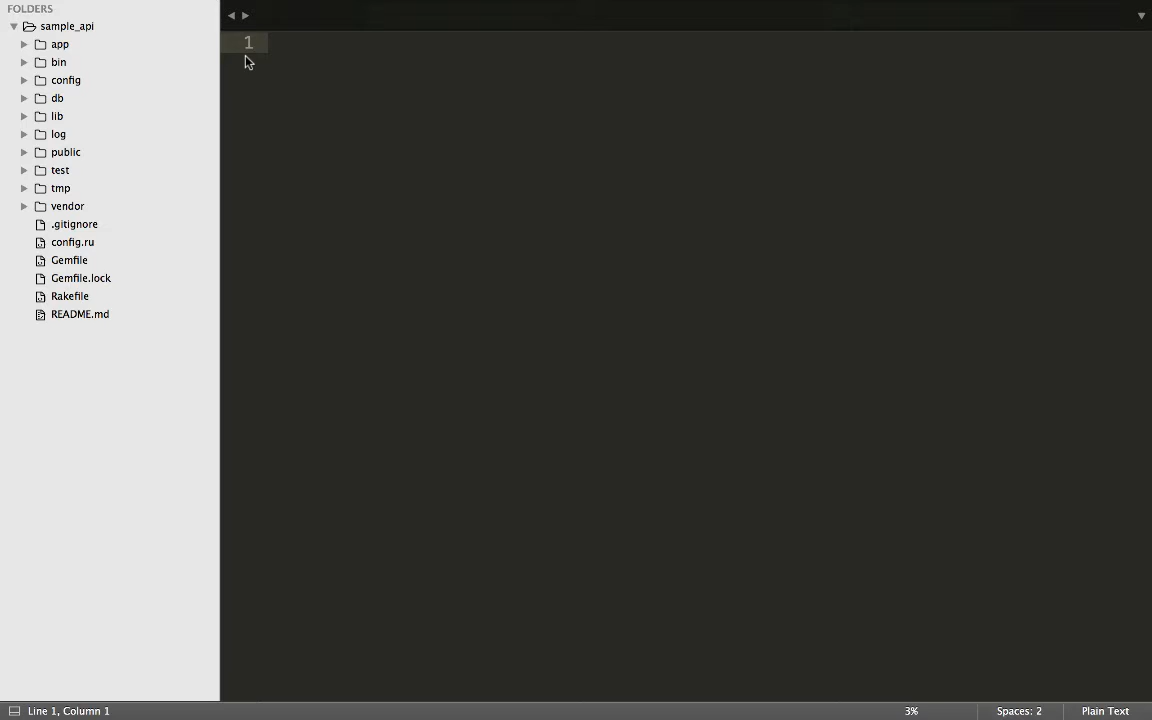 FOLDERS
sample_api
app
bin
config
db
lib
log
public
test
tmp
vendor
.gitignore
config.ru
Gemfile
Gemfile.lock
Rakefile
README.md
1
Line 1, Column 1
3%
Spaces: 2
Plain Text